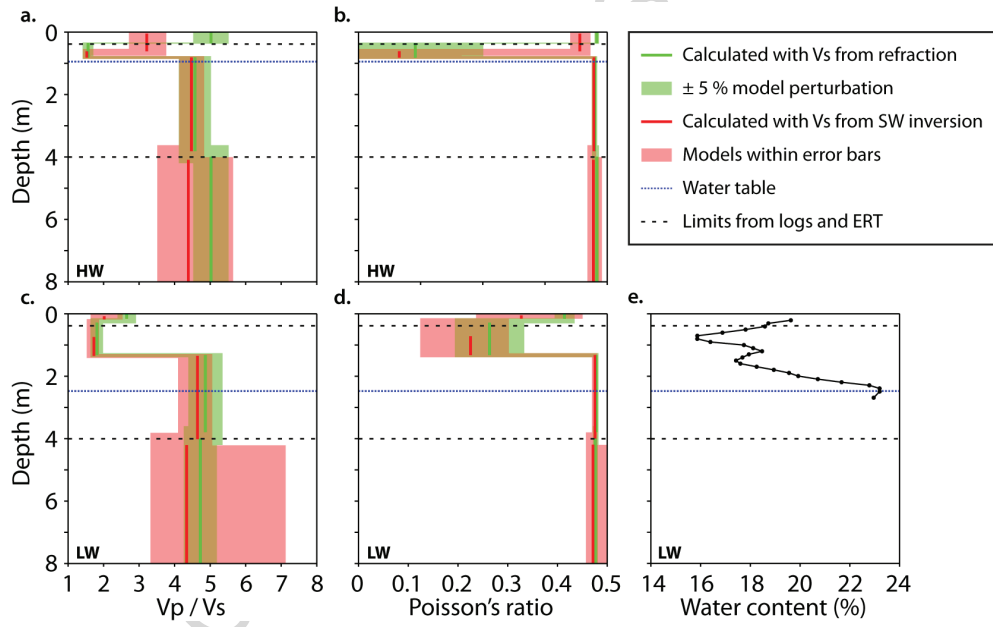 a.
b.
0
2
4
6
8
Depth (m)
HW
HW
Calculated with Vs from refraction
± 5 % model perturbation
Calculated with Vs from SW inversion
Models within error bars
Water table
Limits from logs and ERT
c.
d.
e.
0
2
4
6
8
Depth (m)
LW
LW
LW
1 2 3 4 5 6 7 8
Vp / Vs
0 0.1 0.2 0.3 0.4 0.5
Poisson's ratio
14 16 18 20 22 24
Water content (%)